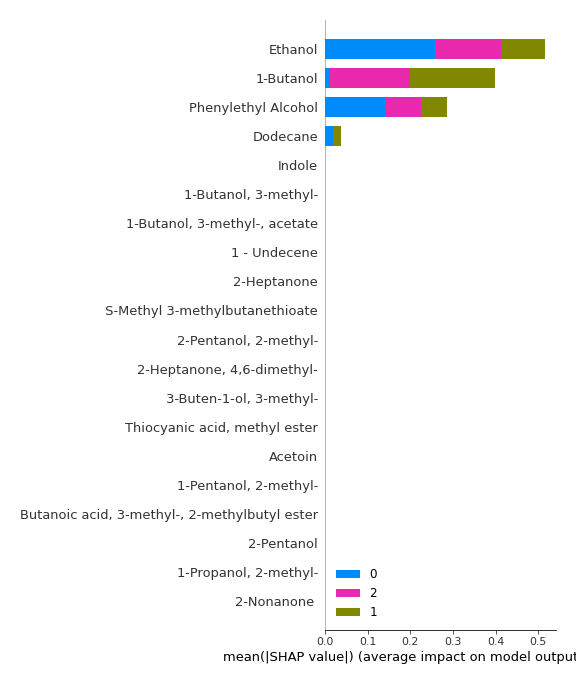 Ethanol
1-Butanol
Phenylethyl Alcohol
Dodecane
Indole
1-Butanol, 3-methyl-
1-Butanol, 3-methyl-, acetate
1 - Undecene
2-Heptanone
S-Methyl 3-methylbutanethioate
2-Pentanol, 2-methyl-
2-Heptanone, 4,6-dimethyl-
3-Buten-1-ol, 3-methyl-
Thiocyanic acid, methyl ester
Acetoin
1-Pentanol, 2-methyl-
Butanoic acid, 3-methyl-, 2-methylbutyl ester
2-Pentanol
1-Propanol, 2-methyl-
2-Nonanone
0
2
1
0.0 0.1 0.2 0.3 0.4 0.5
mean(|SHAP value|) (average impact on model output